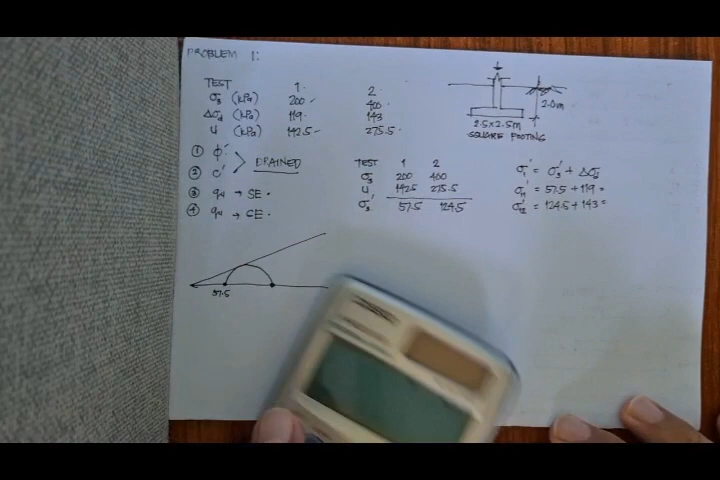 PROBLEM 1:
TEST 1 2
σ3 (kPa) 200 400
Δσd (kPa) 119 143
u (kPa) 142.5 275.5
① φ'
② c'
DRAINED
③ qu → SE
④ qu → CE
2.0m
2.5 x 2.5m
SQUARE FOOTING
TEST 1 2
σ3 200 400
u 142.5 275.5
σ3' 57.5 124.5
σ1' = σ3' + Δσd
σ11' = 57.5 + 119 =
σ12' = 124.5 + 143 =
57.5